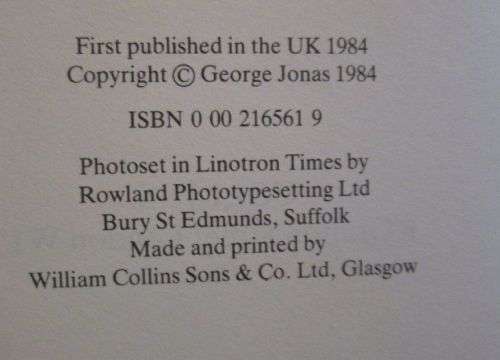 First published in the UK 1984
Copyright © George Jonas 1984
ISBN 0 00 216561 9
Photoset in Linotron Times by
Rowland Phototypesetting Ltd
Bury St Edmunds, Suffolk
Made and printed by
William Collins Sons & Co. Ltd, Glasgow